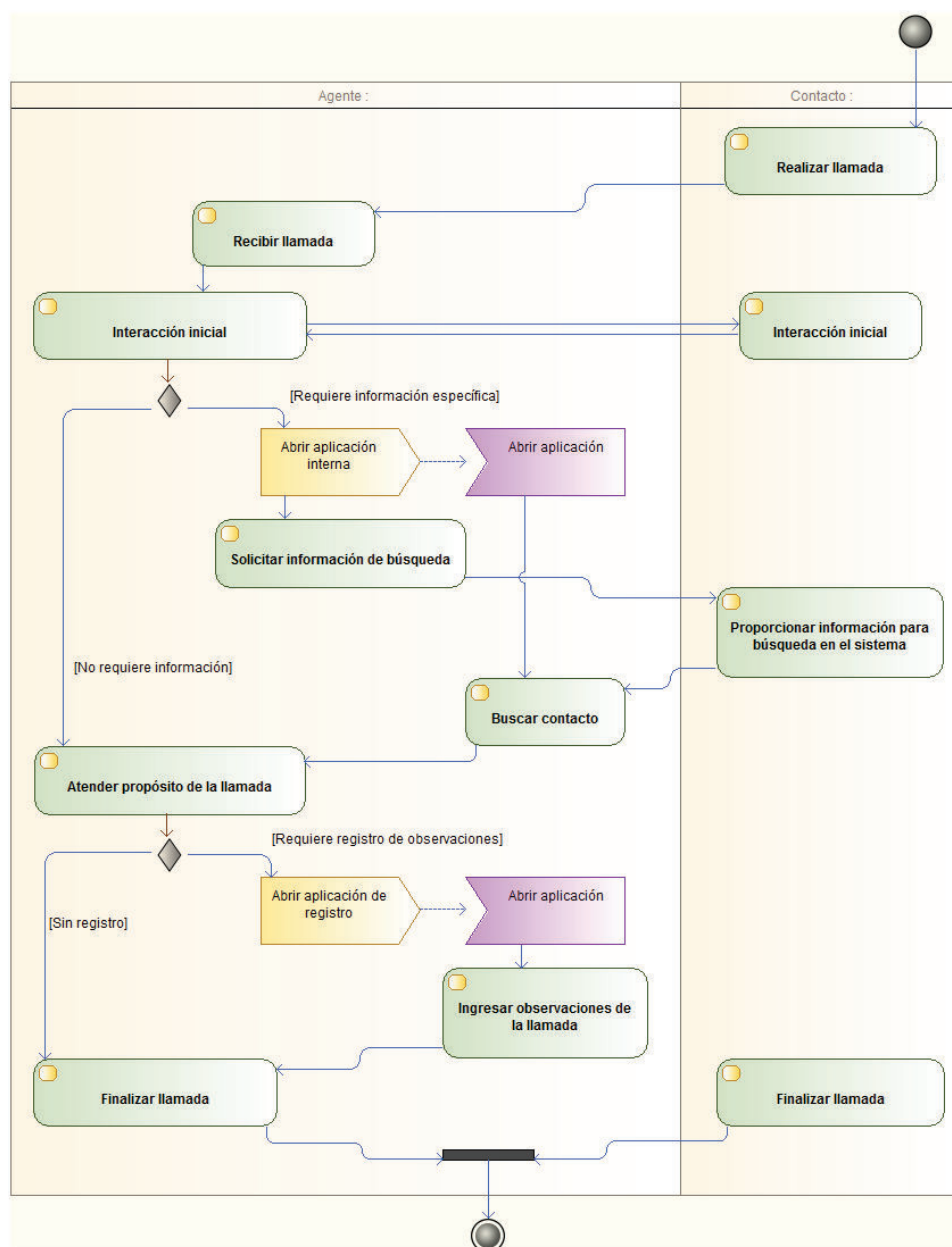 Agente :
Contacto :
Realizar llamada
Recibir llamada
Interacción inicial
Interacción inicial
[Requiere información específica]
Abrir aplicación
interna
Abrir aplicación
Solicitar información de búsqueda
Proporcionar información para
búsqueda en el sistema
[No requiere información]
Buscar contacto
Atender propósito de la llamada
[Requiere registro de observaciones]
Abrir aplicación de
registro
Abrir aplicación
[Sin registro]
Ingresar observaciones de
la llamada
Finalizar llamada
Finalizar llamada